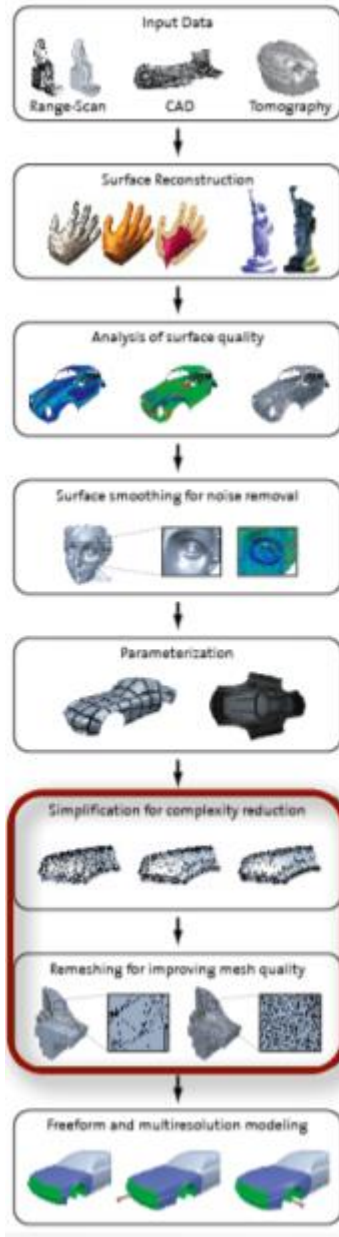 Input Data
Range-Scan CAD Tomography
Surface Reconstruction
Analysis of surface quality
Surface smoothing for noise removal
Parameterization
Simplification for complexity reduction
Remeshing for improving mesh quality
Freeform and multiresolution modeling